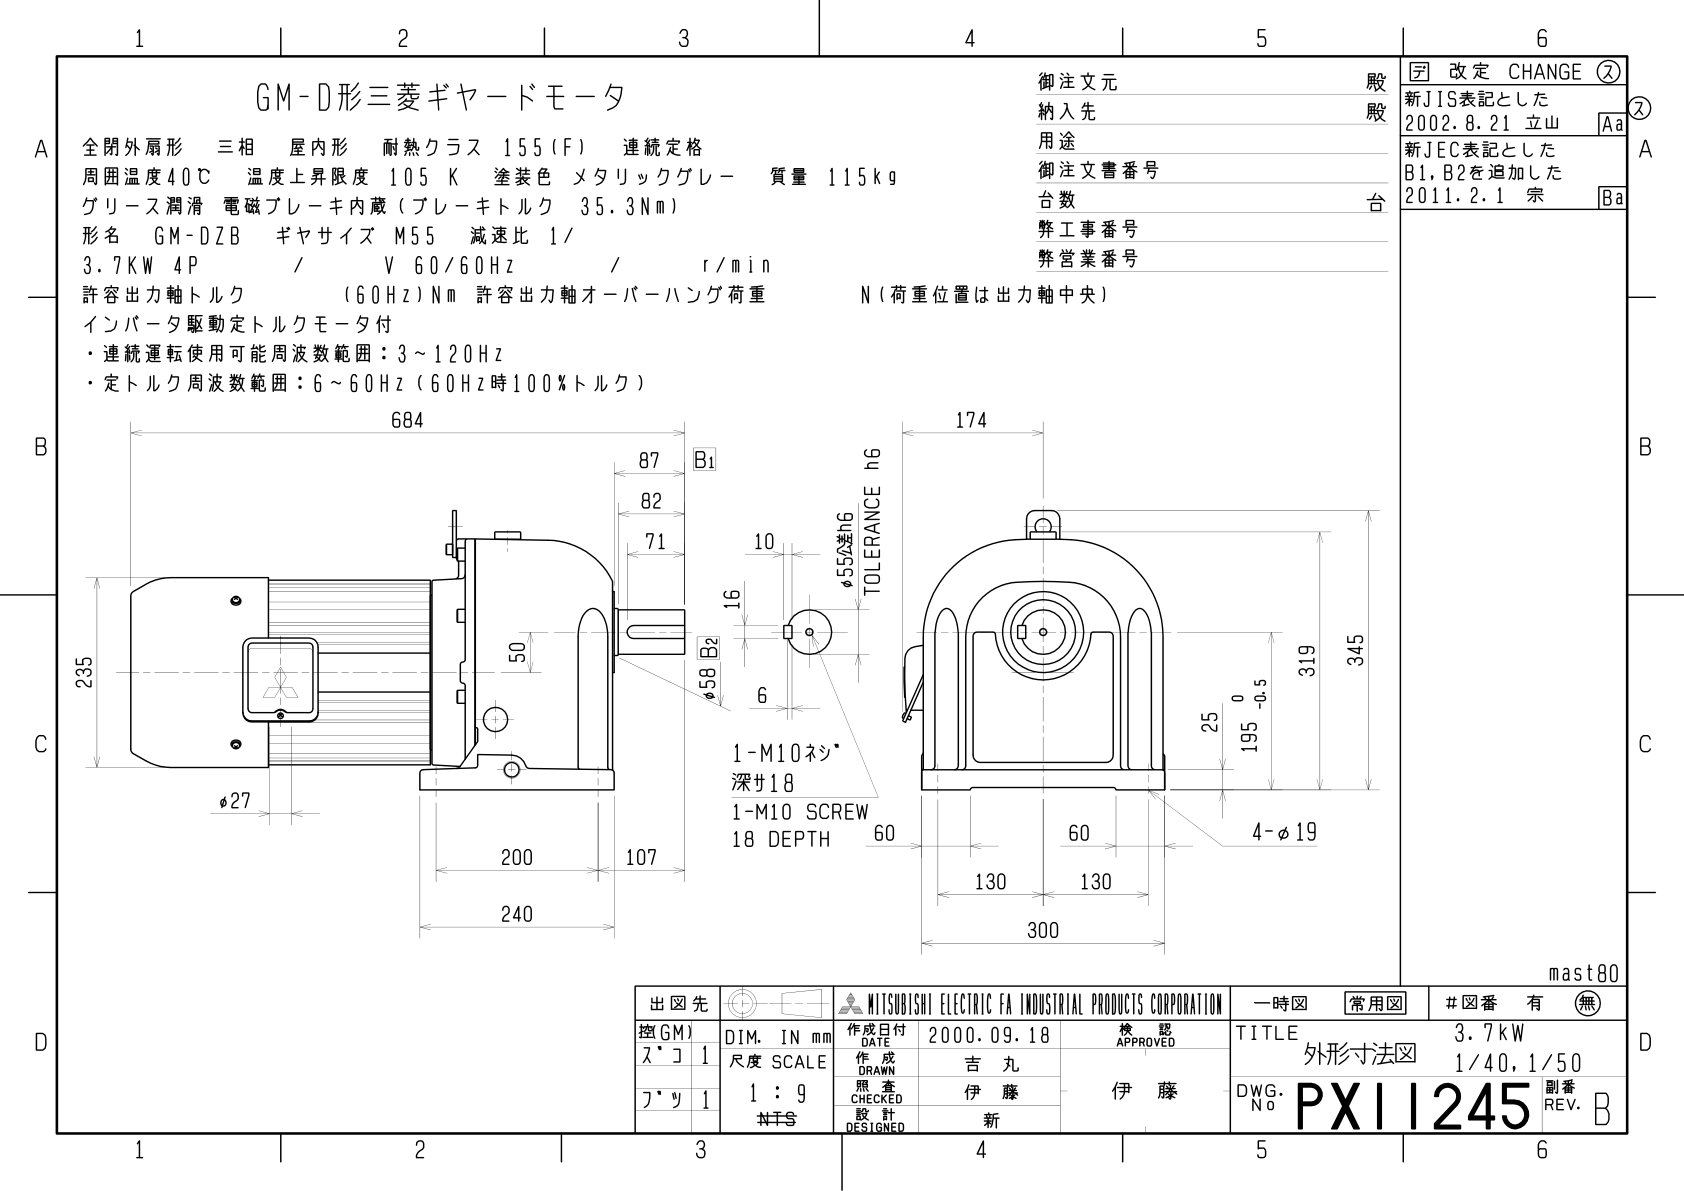 1 2 3 4 5 6
A A
B B
C C
D D
GM-D形三菱ギヤードモータ
全閉外扇形 三相 屋内形 耐熱クラス 155(F) 連続定格
周囲温度40℃ 温度上昇限度 105 K 塗装色 メタリックグレー 質量 115kg
グリース潤滑 電磁ブレーキ内蔵(ブレーキトルク 35.3Nm)
形名 GM-DZB ギヤサイズ M55 減速比 1/
3.7KW 4P / V 60/60Hz / r/min
許容出力軸トルク (60Hz)Nm 許容出力軸オーバーハング荷重 N(荷重位置は出力軸中央)
インバータ駆動定トルクモータ付
・連続運転使用可能周波数範囲:3~120Hz
・定トルク周波数範囲:6~60Hz(60Hz時100%トルク)
御注文元 殿
納入先 殿
用途
御注文書番号
台数 台
弊工事番号
弊営業番号
デ 改定 CHANGE ス
新JIS表記とした
2002.8.21 立山 Aa
ス
新JEC表記とした
B1,B2を追加した
2011.2.1 宗 Ba
684
87 B1
82
71
50
235
φ58 B2
φ27
200 107
240
10
16
6
φ55公差h6
TOLERANCE h6
1-M10ネジ
深サ18
1-M10 SCREW
18 DEPTH
174
345
319
195 0 -0.5
25
60 60
4-φ19
130 130
300
mast80
出図先
控(GM)
ズコ 1
ブツ 1
DIM. IN mm
尺度 SCALE
1 : 9
NTS
MITSUBISHI ELECTRIC FA INDUSTRIAL PRODUCTS CORPORATION
作成日付 DATE 2000.09.18
作成 DRAWN 吉丸
照査 CHECKED 伊藤
設計 DESIGNED 新
検認 APPROVED
伊藤
一時図 常用図 #図番 有 無
TITLE 3.7kW
外形寸法図 1/40,1/50
DWG. No PX11245 副番 REV. B
1 2 3 4 5 6